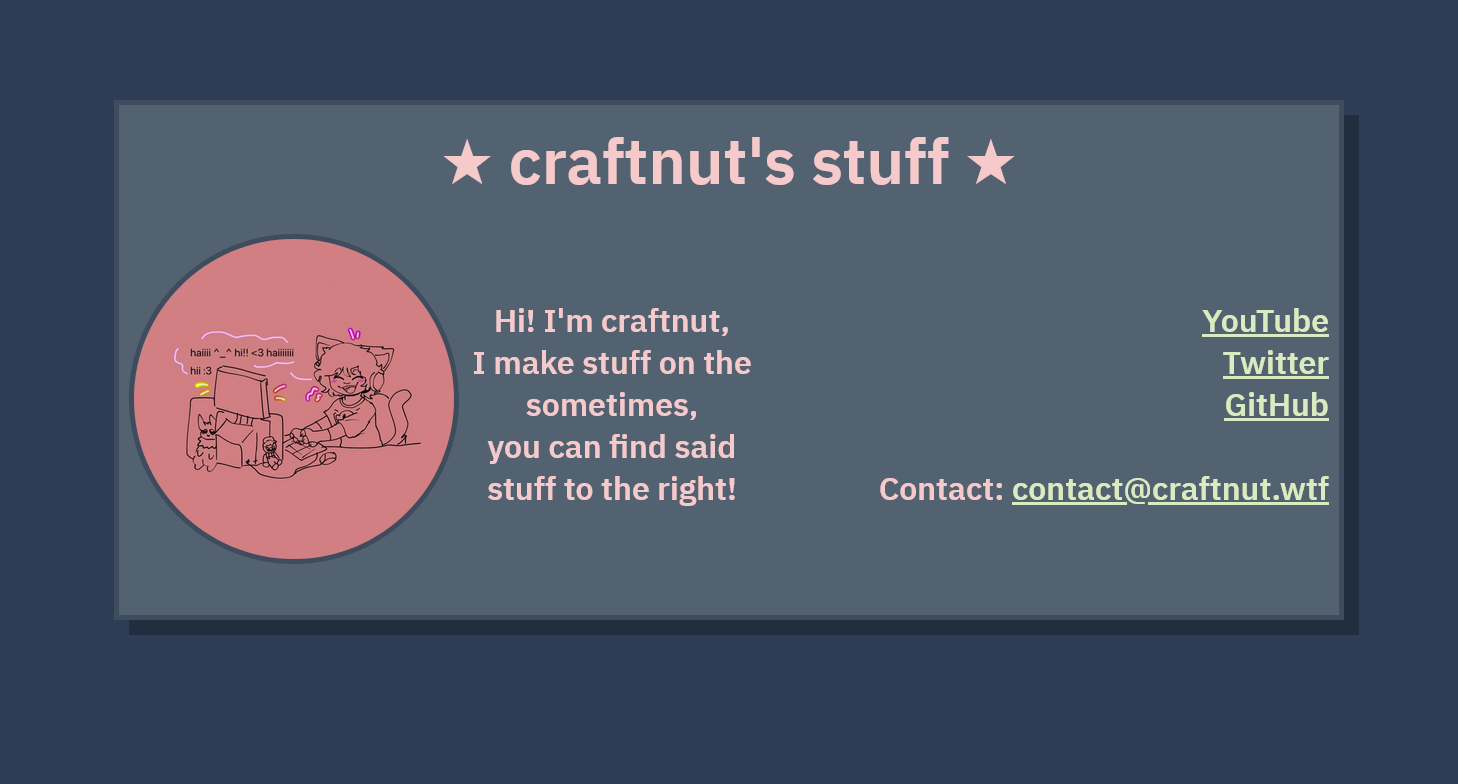 ★ craftnut's stuff ★
haiiii ^_^ hi!! <3 haiiiiiii
hii :3
Hi! I'm craftnut,
I make stuff on the
sometimes,
you can find said
stuff to the right!
YouTube
Twitter
GitHub
Contact: contact@craftnut.wtf